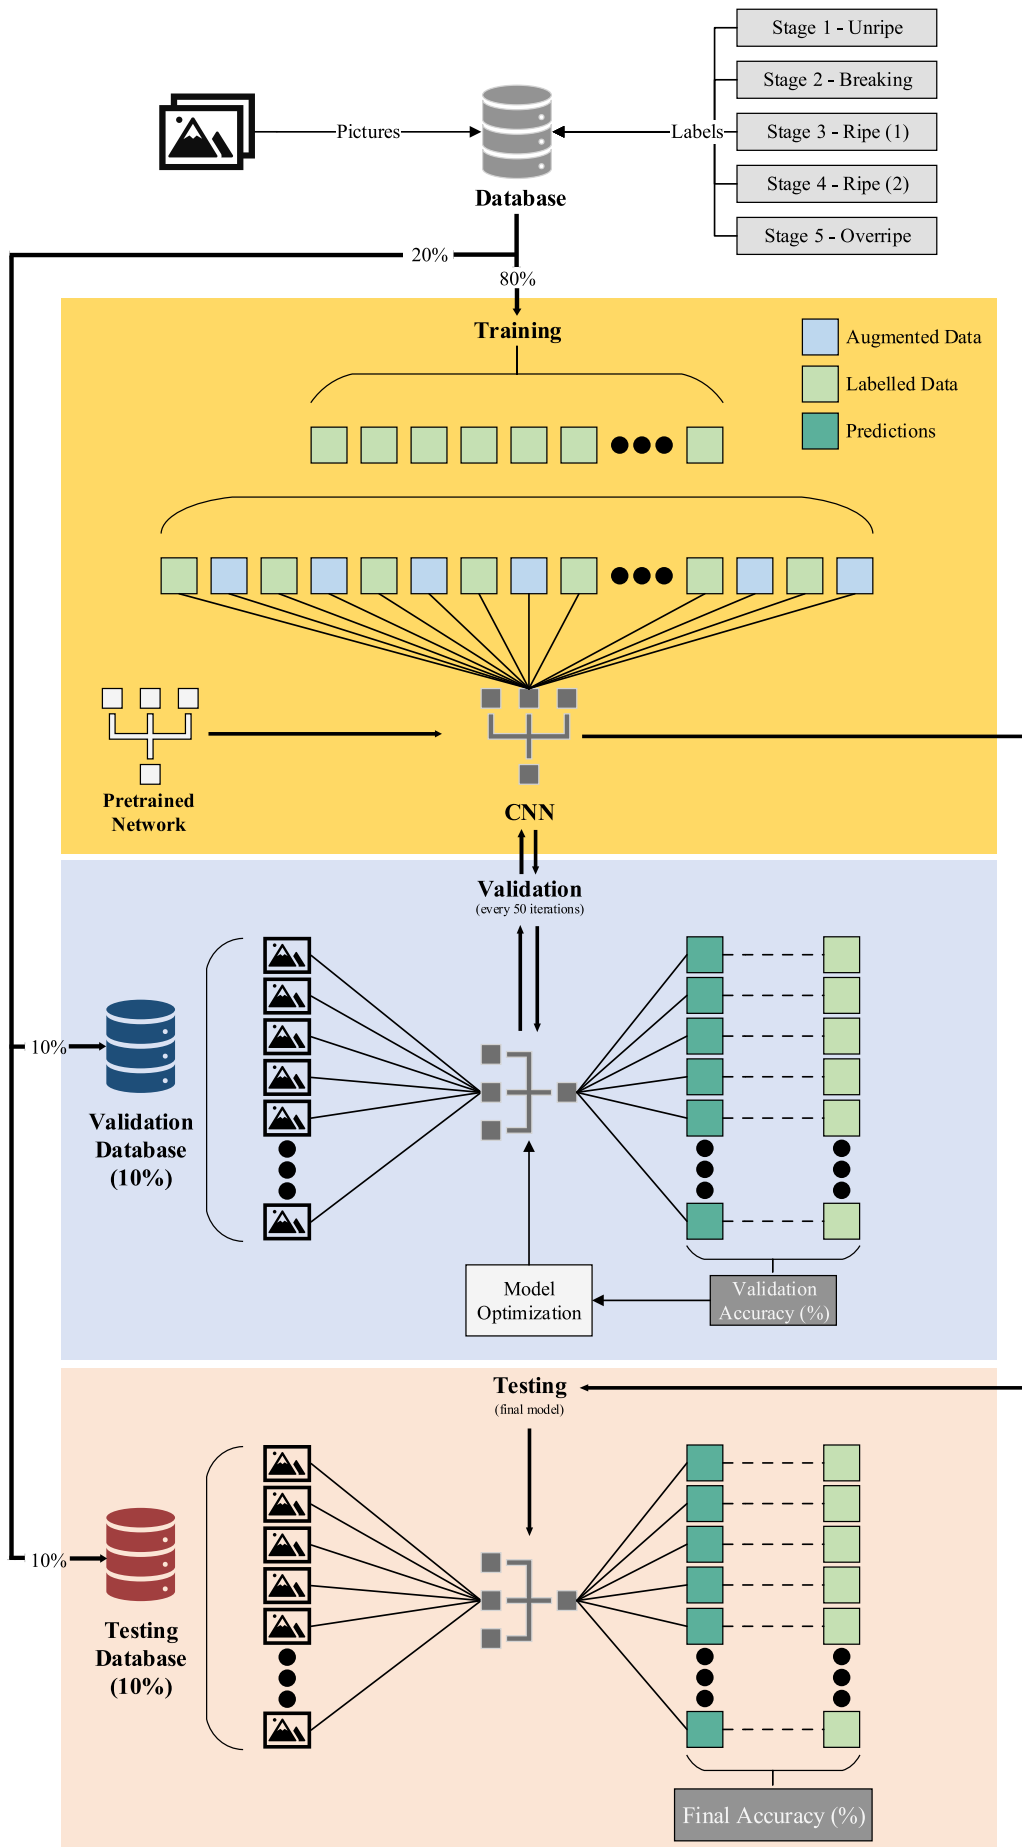 Stage 1 - Unripe
Stage 2 - Breaking
Pictures
Labels
Stage 3 - Ripe (1)
Stage 4 - Ripe (2)
Database
Stage 5 - Overripe
20%
80%
Training
Augmented Data
Labelled Data
Predictions
Pretrained
Network
CNN
Validation
(every 50 iterations)
10%
Validation
Database
(10%)
Model
Optimization
Validation
Accuracy (%)
Testing
(final model)
10%
Testing
Database
(10%)
Final Accuracy (%)